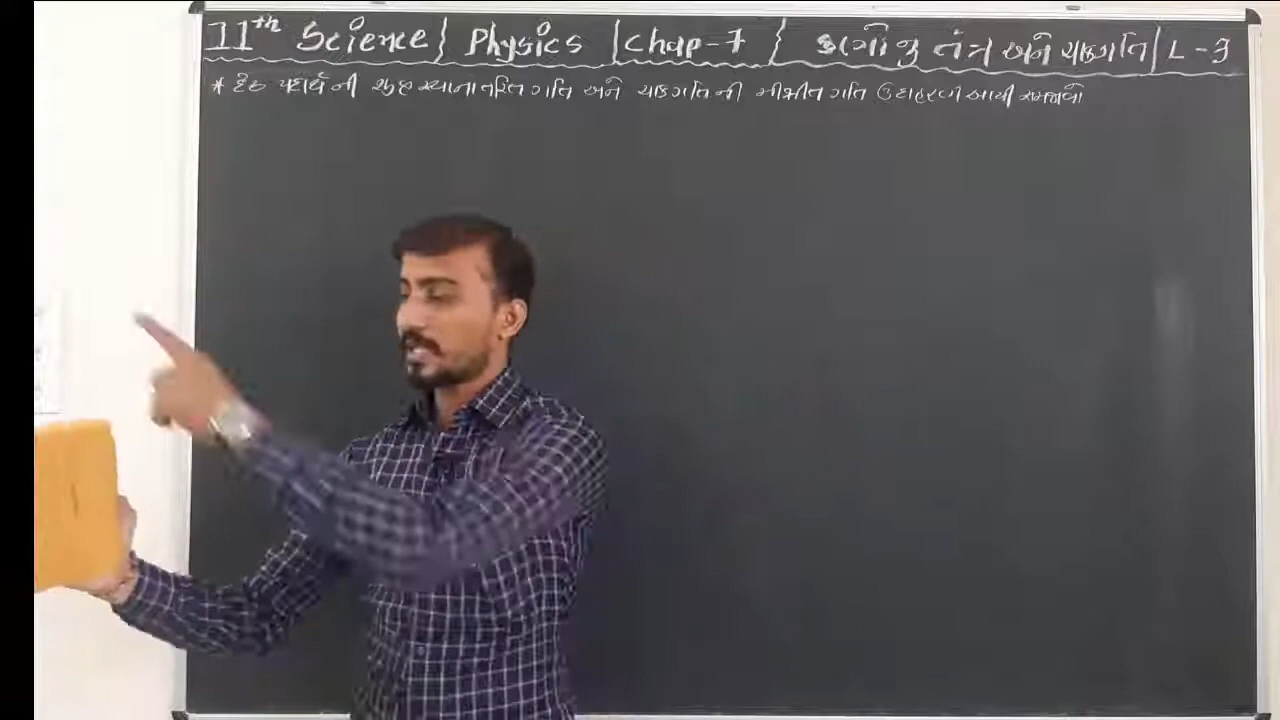 11th Science } Physics | Chap-7 } કણોનું તંત્ર અને ચાકગતિ | L-3
* દ્રઢ પદાર્થની શુદ્ધ સ્થાનાંતરિત ગતિ અને ચાકગતિની મીશ્રીત ગતિ ઉદાહરણ આપી સમજાવો